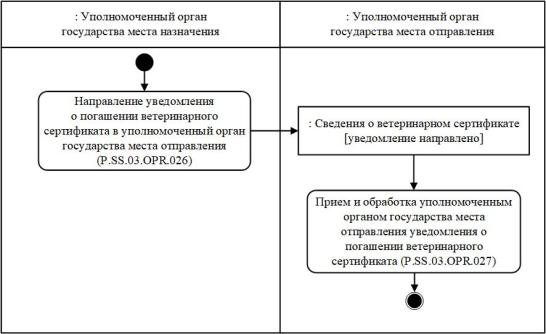 : Уполномоченный орган
государства места назначения
: Уполномоченный орган
государства места отправления
Направление уведомления
о погашении ветеринарного
сертификата в уполномоченный орган
государства места отправления
(P.SS.03.OPR.026)
: Сведения о ветеринарном сертификате
[уведомление направлено]
Прием и обработка уполномоченным
органом государства места
отправления уведомления о
погашении ветеринарного
сертификата (P.SS.03.OPR.027)